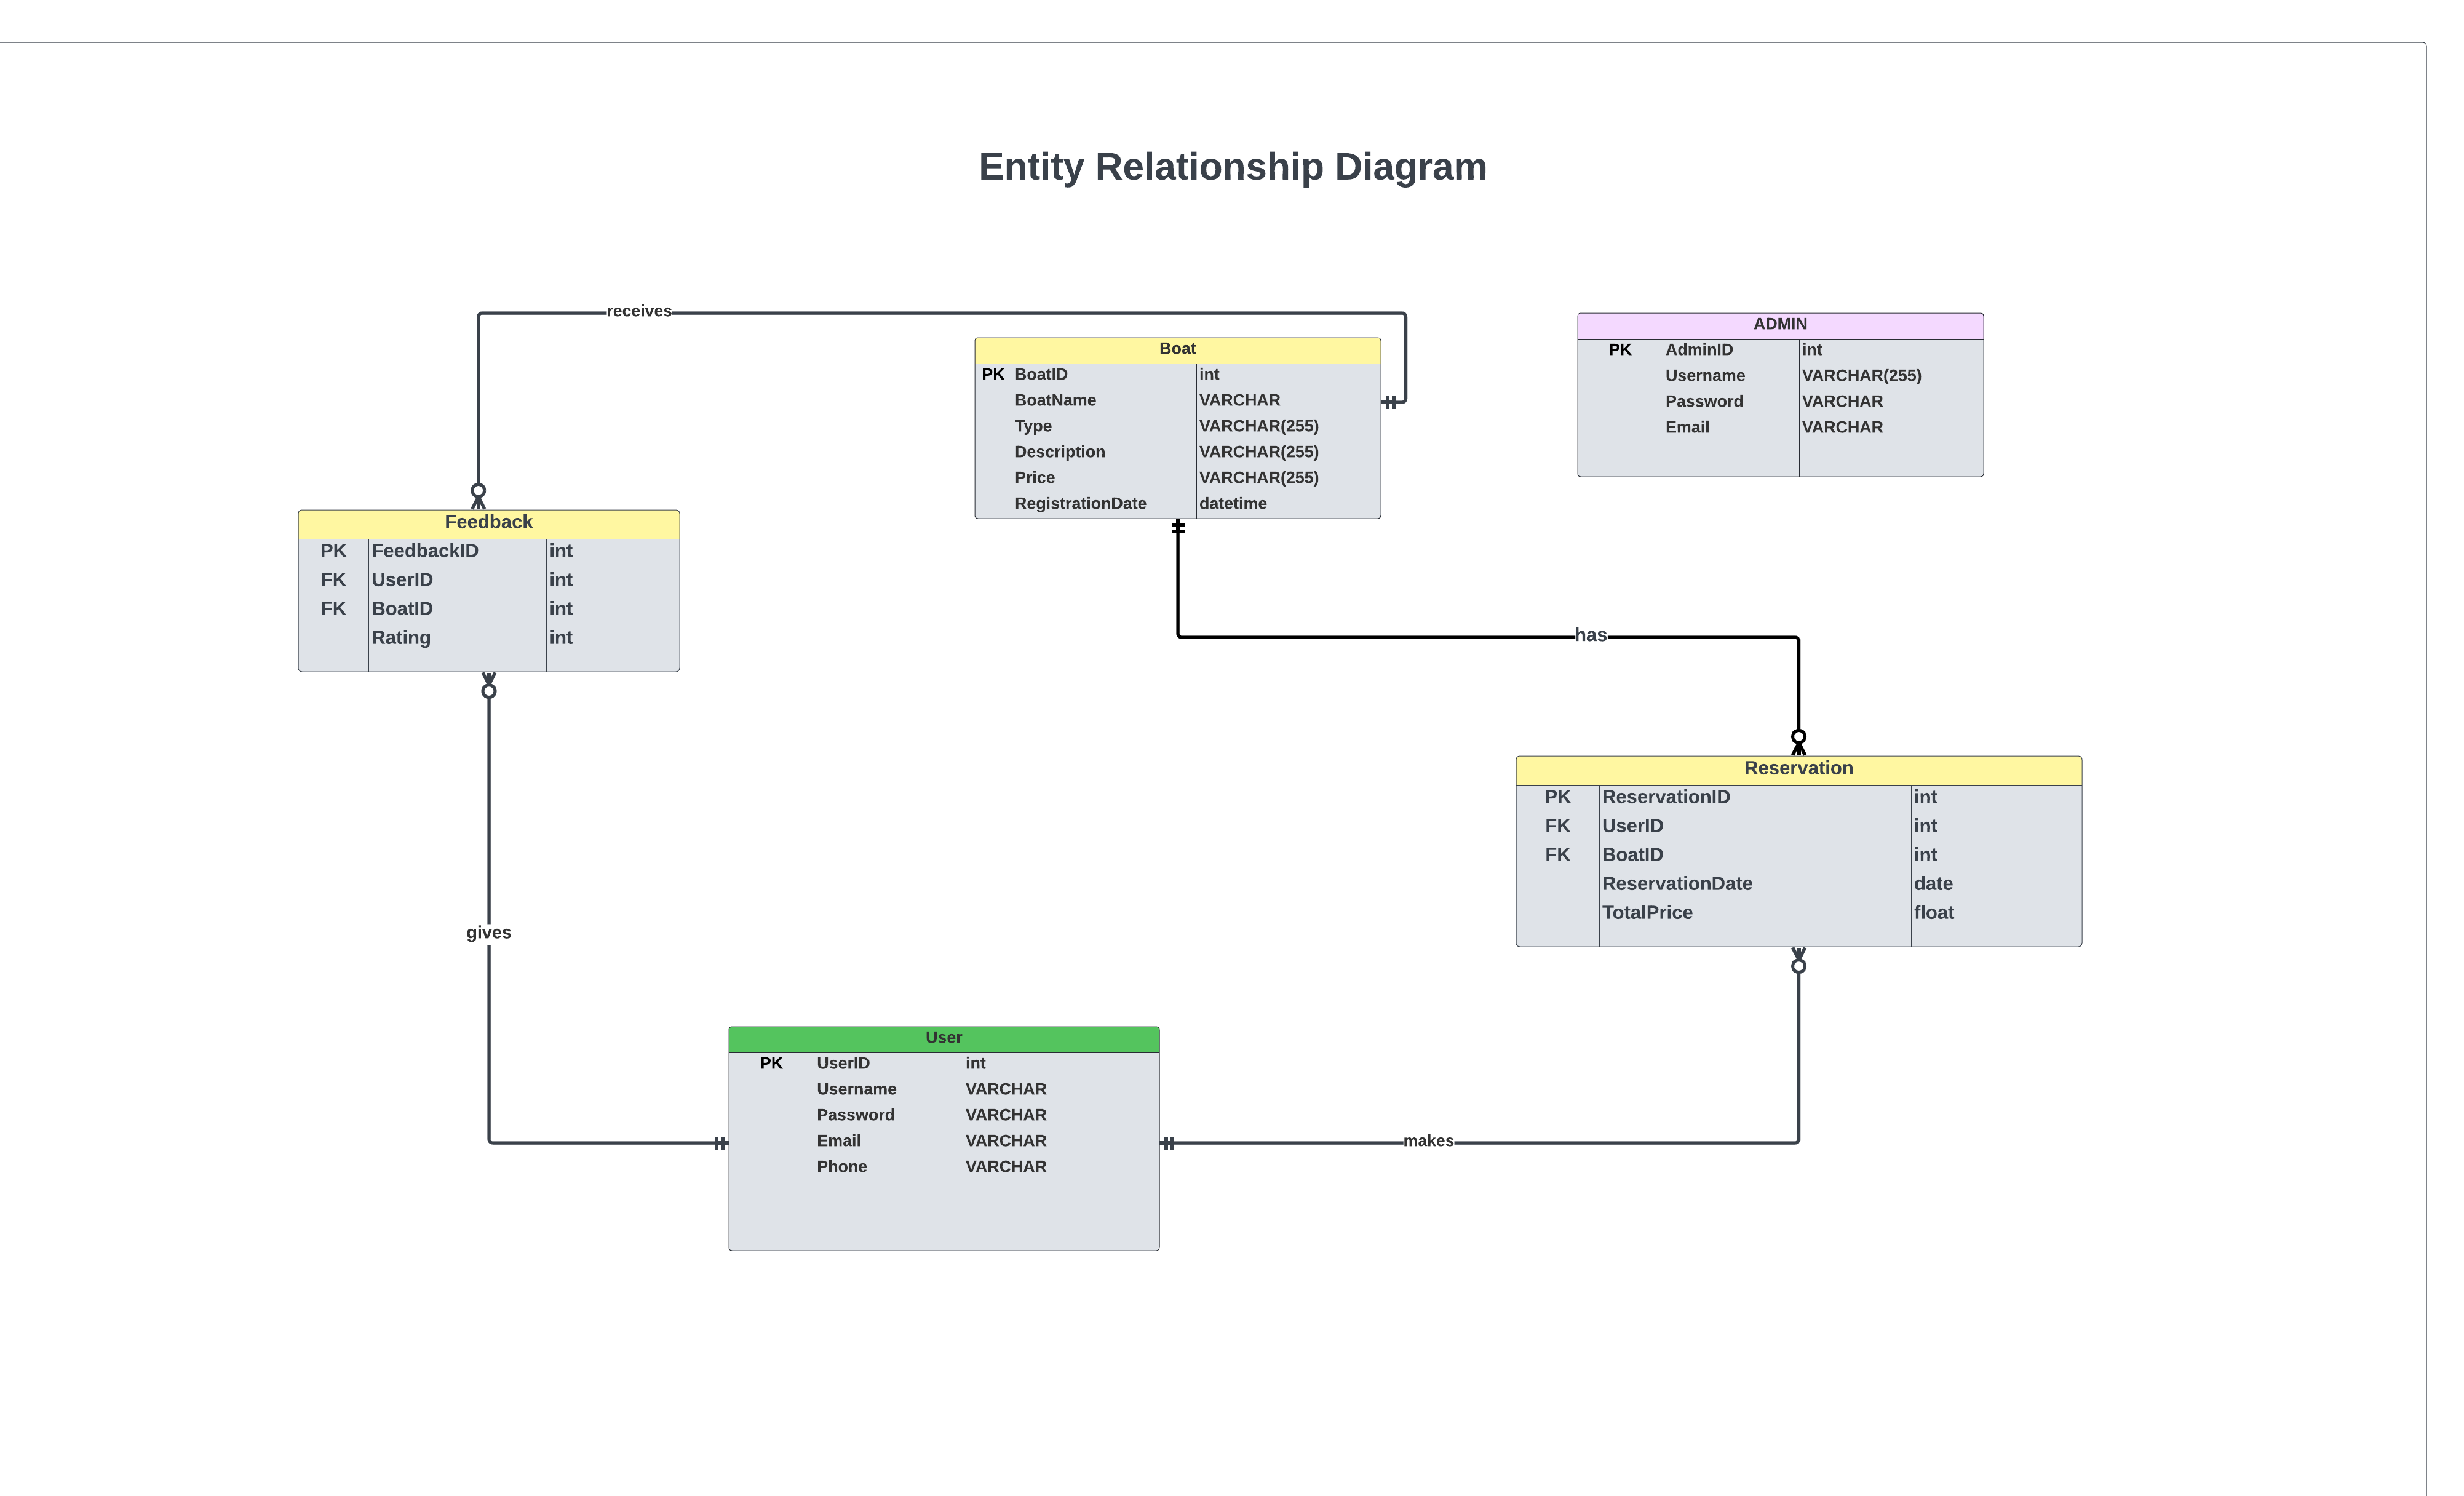 Entity Relationship Diagram
receives
Boat
PK BoatID int
BoatName VARCHAR
Type VARCHAR(255)
Description VARCHAR(255)
Price VARCHAR(255)
RegistrationDate datetime
ADMIN
PK AdminID int
Username VARCHAR(255)
Password VARCHAR
Email VARCHAR
Feedback
PK FeedbackID int
FK UserID int
FK BoatID int
Rating int
has
Reservation
PK ReservationID int
FK UserID int
FK BoatID int
ReservationDate date
TotalPrice float
gives
User
PK UserID int
Username VARCHAR
Password VARCHAR
Email VARCHAR
Phone VARCHAR
makes